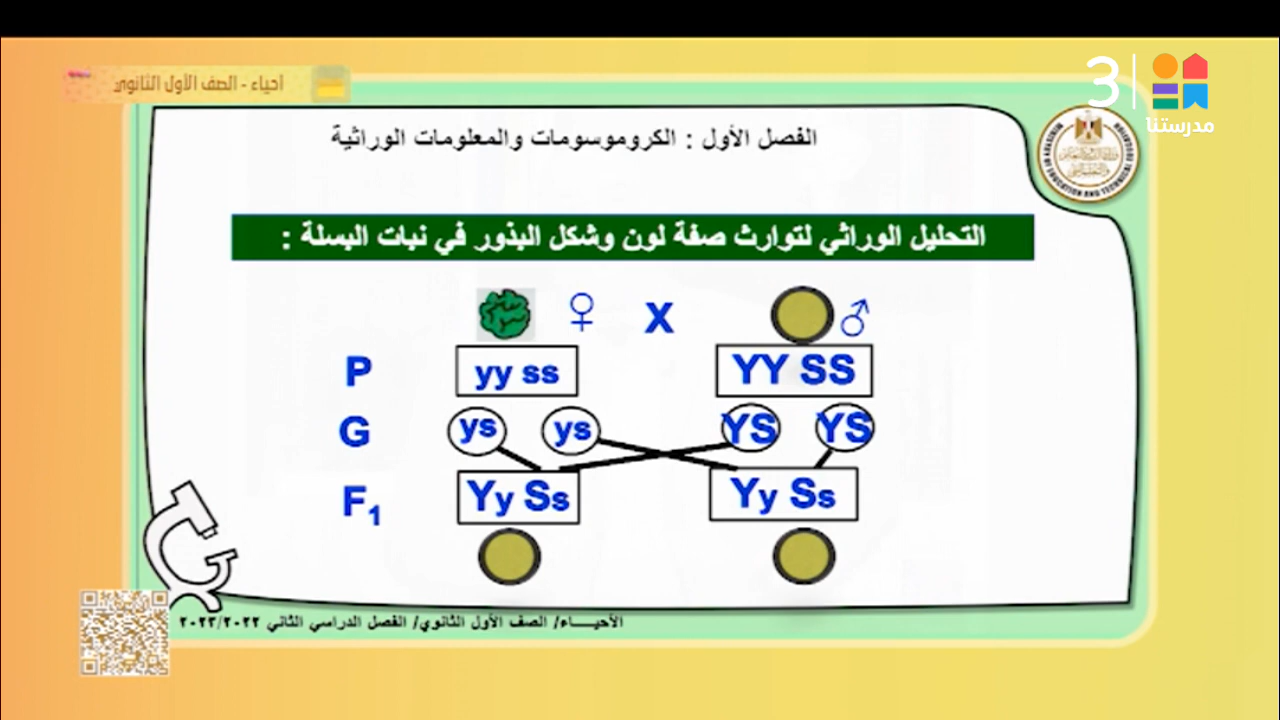 3
مدرستنا
أحياء - الصف الأول الثانوي
الفصل الأول : الكروموسومات والمعلومات الوراثية
التحليل الوراثي لتوارث صفة لون وشكل البذور في نبات البسلة :
♀ X ♂
P yy ss YY SS
G ys ys YS YS
F1 Yy Ss Yy Ss
الأحيـــاء/ الصف الأول الثانوي/ الفصل الدراسي الثاني ٢٠٢٣/٢٠٢٢